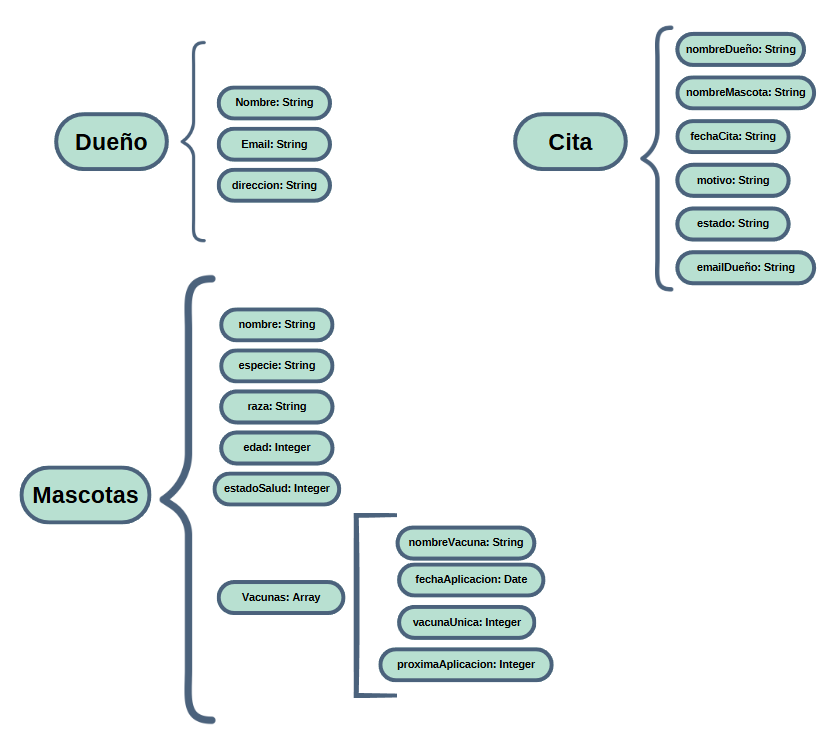 Dueño
Nombre: String
Email: String
direccion: String
Cita
nombreDueño: String
nombreMascota: String
fechaCita: String
motivo: String
estado: String
emailDueño: String
Mascotas
nombre: String
especie: String
raza: String
edad: Integer
estadoSalud: Integer
Vacunas: Array
nombreVacuna: String
fechaAplicacion: Date
vacunaUnica: Integer
proximaAplicacion: Integer